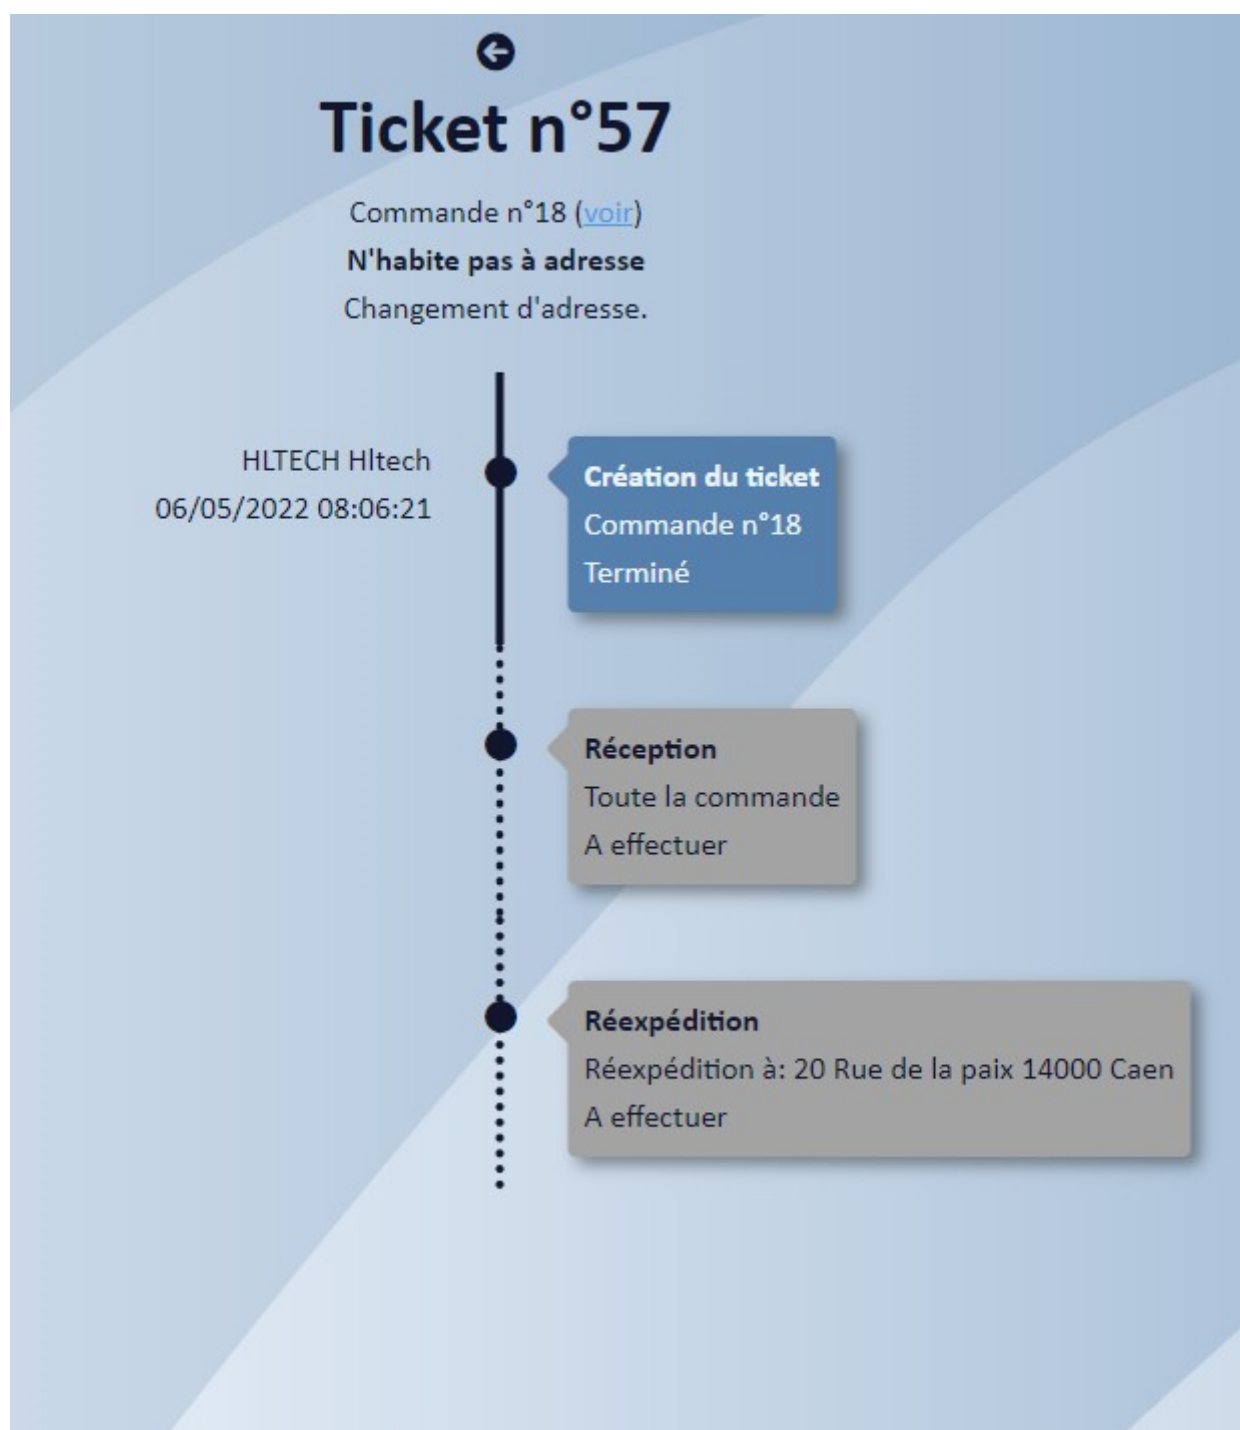 Ticket n°57
Commande n°18 (voir)
N'habite pas à adresse
Changement d'adresse.
HLTECH Hltech
06/05/2022 08:06:21
Création du ticket
Commande n°18
Terminé
Réception
Toute la commande
A effectuer
Réexpédition
Réexpédition à: 20 Rue de la paix 14000 Caen
A effectuer